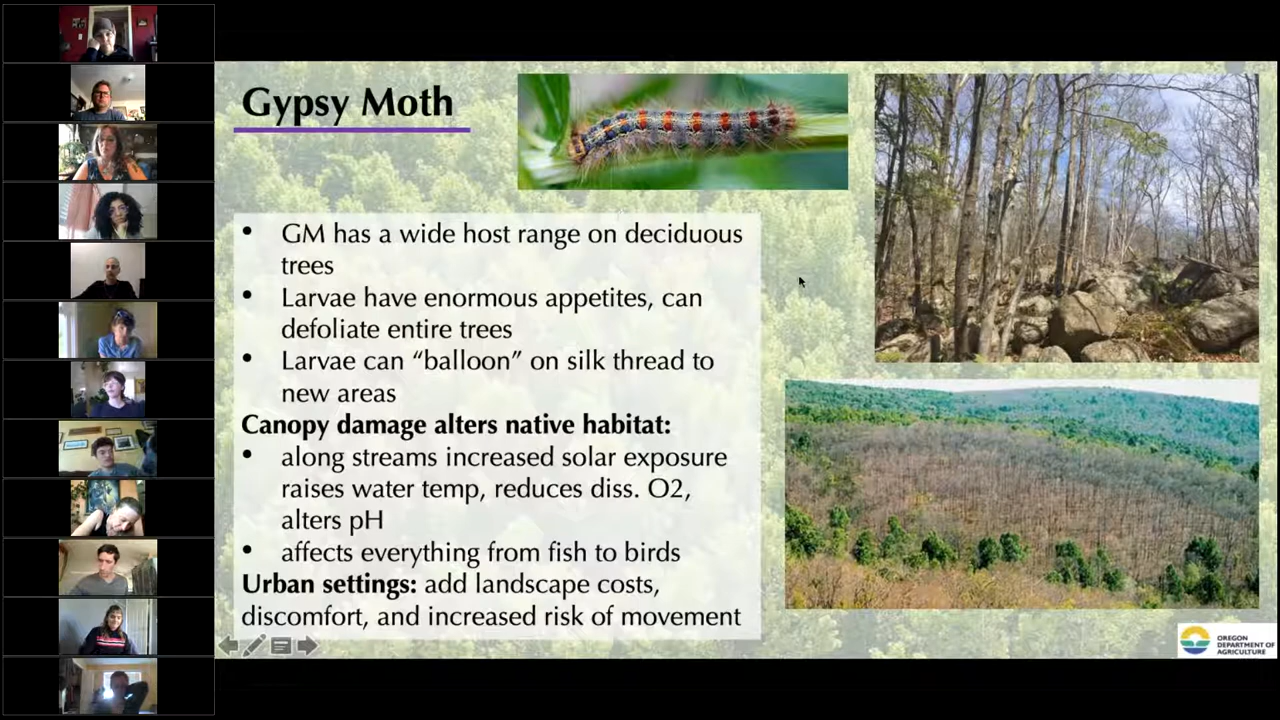 Gypsy Moth
• GM has a wide host range on deciduous
trees
• Larvae have enormous appetites, can
defoliate entire trees
• Larvae can “balloon” on silk thread to
new areas
Canopy damage alters native habitat:
• along streams increased solar exposure
raises water temp, reduces diss. O2,
alters pH
• affects everything from fish to birds
Urban settings: add landscape costs,
discomfort, and increased risk of movement
OREGON
DEPARTMENT OF
AGRICULTURE